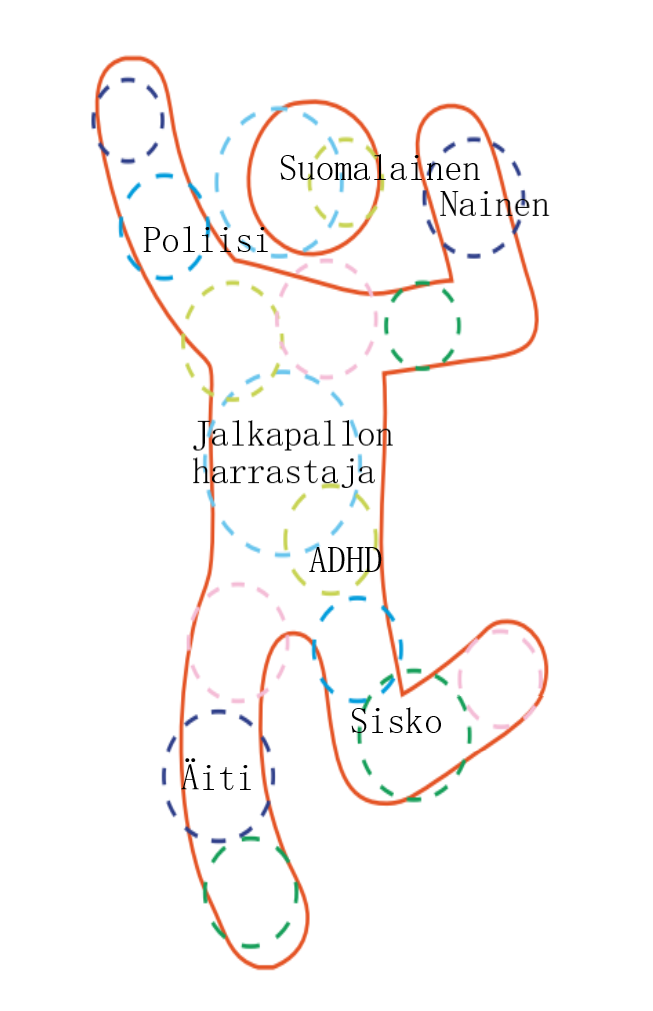 Suomalainen
Nainen
Poliisi
Jalkapallon
harrastaja
ADHD
Sisko
Äiti